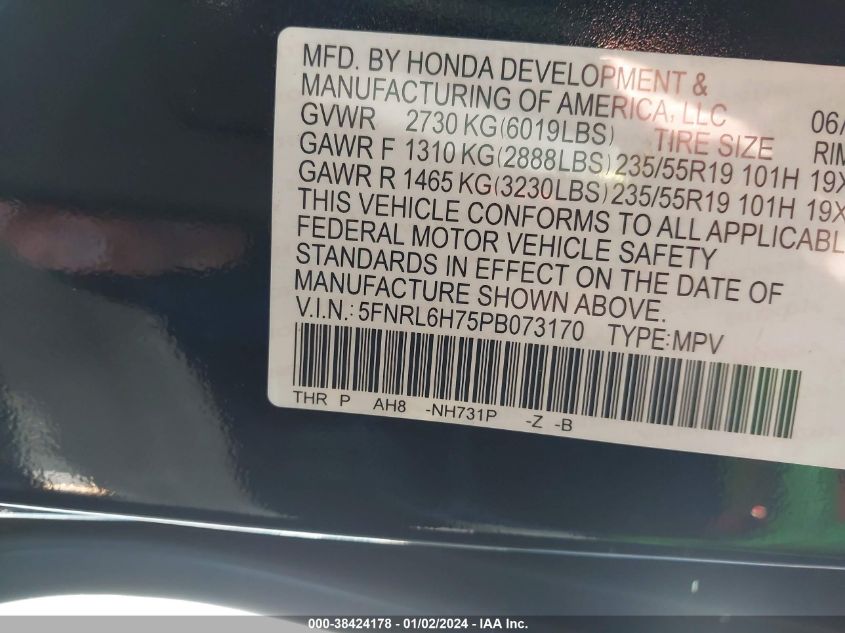 MFD. BY HONDA DEVELOPMENT &
MANUFACTURING OF AMERICA, LLC 06/
GVWR 2730 KG(6019LBS) TIRE SIZE RIM
GAWR F 1310 KG(2888LBS) 235/55R19 101H 19X
GAWR R 1465 KG(3230LBS) 235/55R19 101H 19X
THIS VEHICLE CONFORMS TO ALL APPLICABL
FEDERAL MOTOR VEHICLE SAFETY
STANDARDS IN EFFECT ON THE DATE OF
MANUFACTURE SHOWN ABOVE.
V.I.N.: 5FNRL6H75PB073170 TYPE:MPV
THR P AH8 -NH731P -Z -B
000-38424178 - 01/02/2024 - IAA Inc.